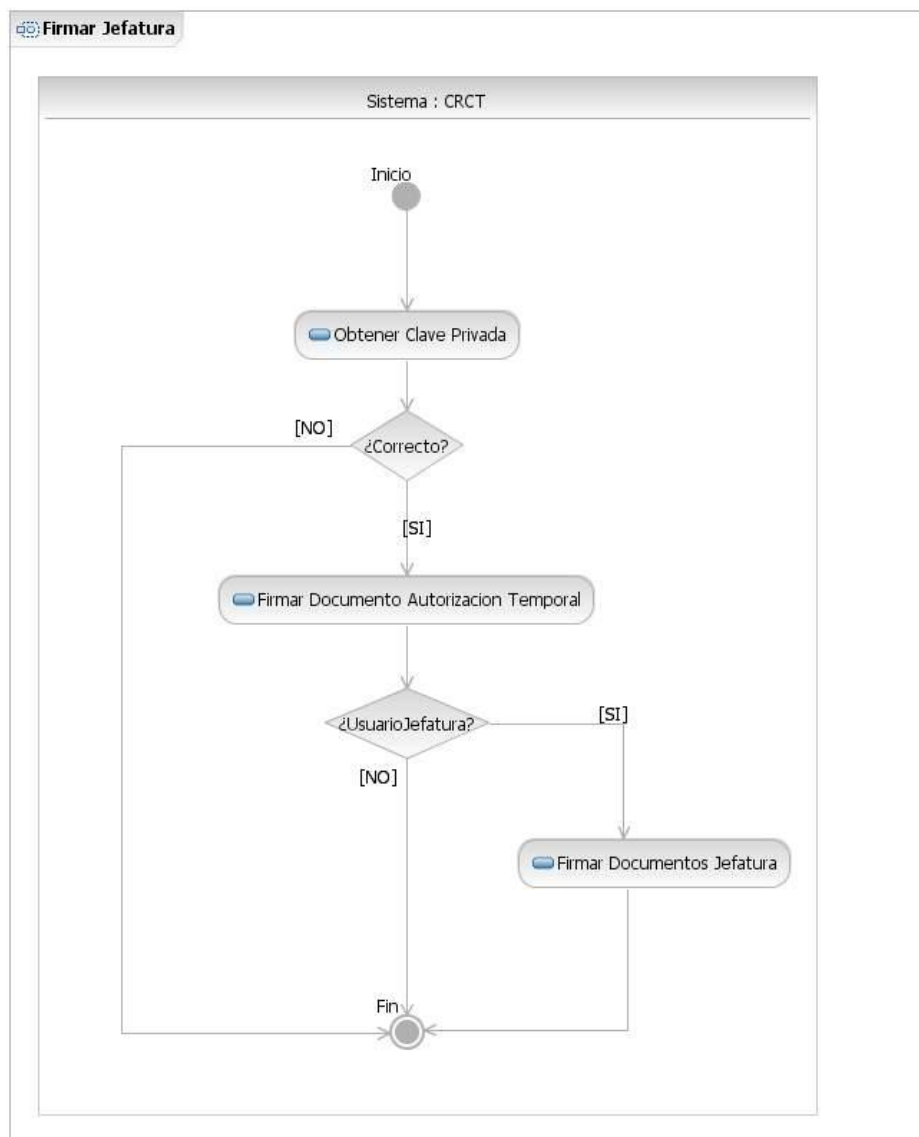 Firmar Jefatura
Sistema : CRCT
Inicio
Obtener Clave Privada
[NO]
¿Correcto?
[SI]
Firmar Documento Autorizacion Temporal
¿UsuarioJefatura?
[SI]
[NO]
Firmar Documentos Jefatura
Fin